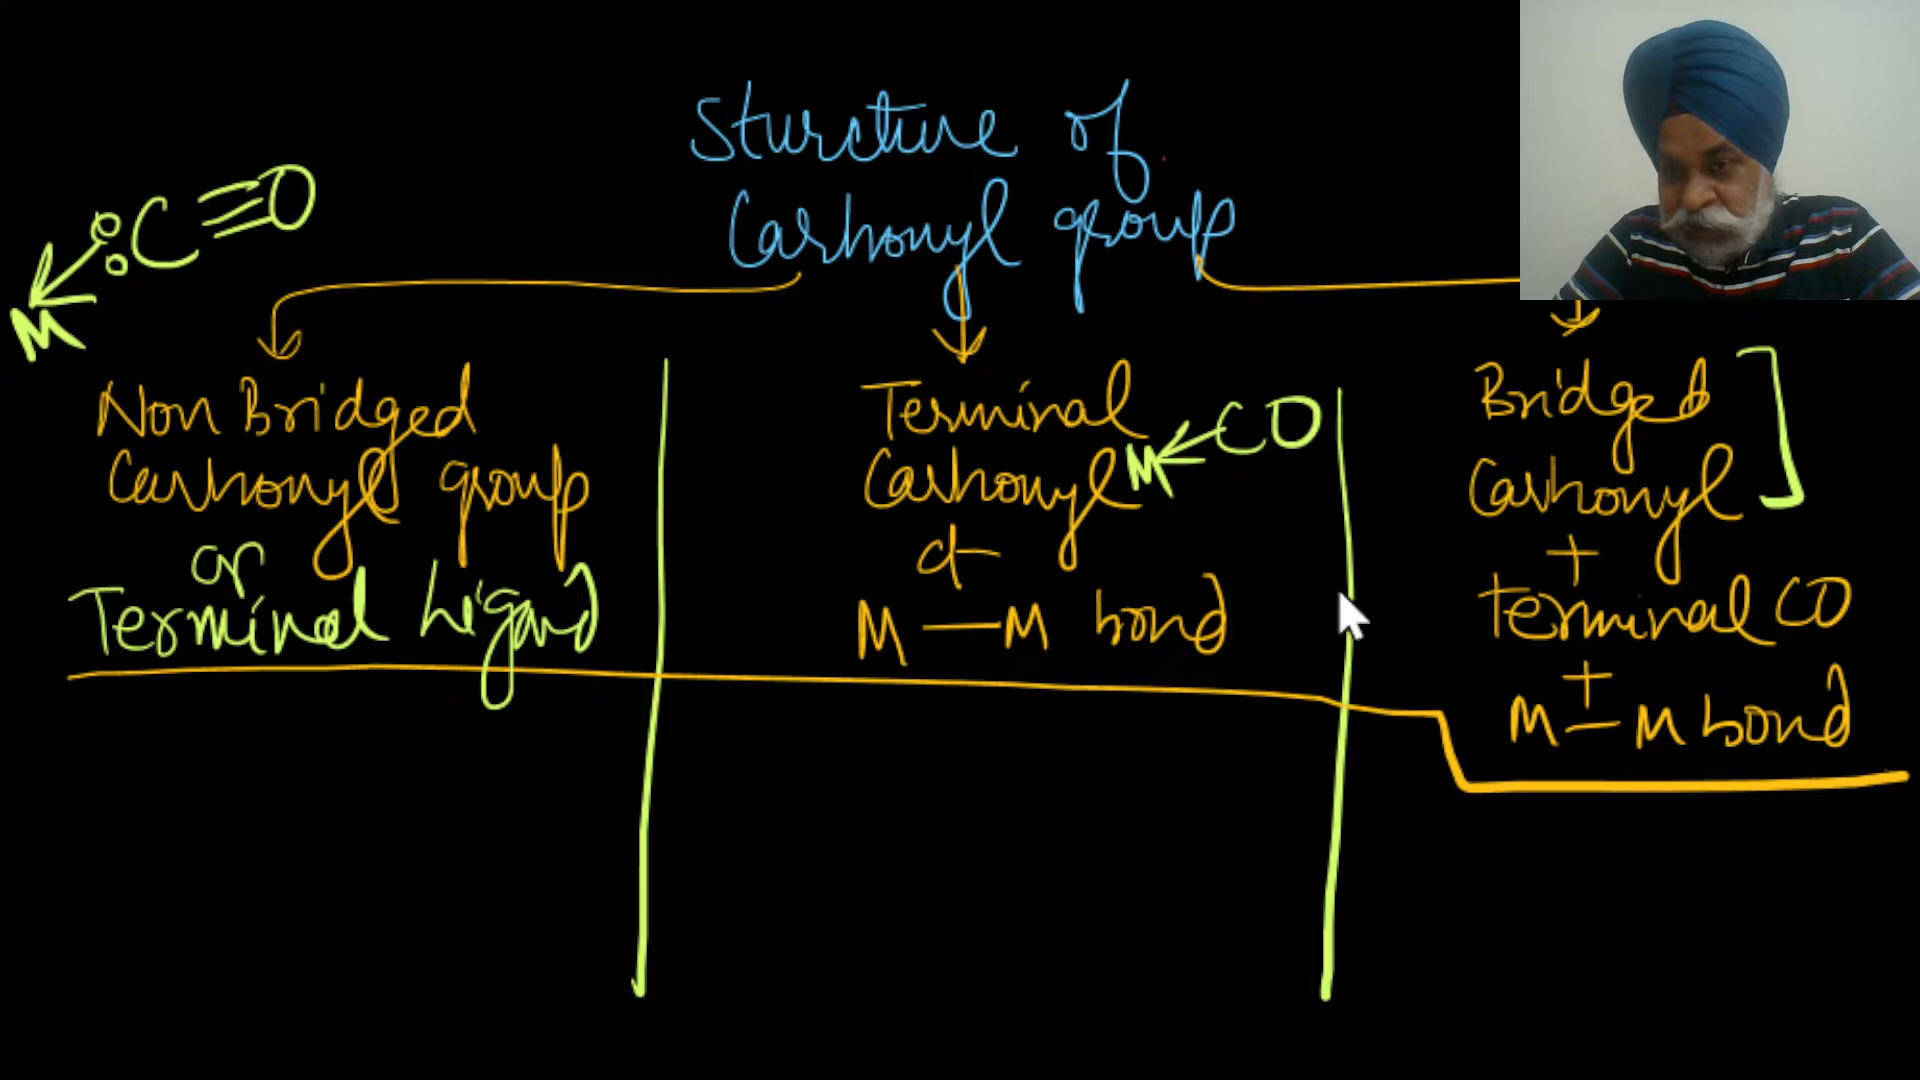 Sturcture of
Carbonyl group
M :C≡O
Non Bridged
Carbonyl group
or
Terminal Ligand
Terminal
Carbonyl M←CO
&
M—M bond
Bridged
Carbonyl
+
terminal CO
+
M—M bond